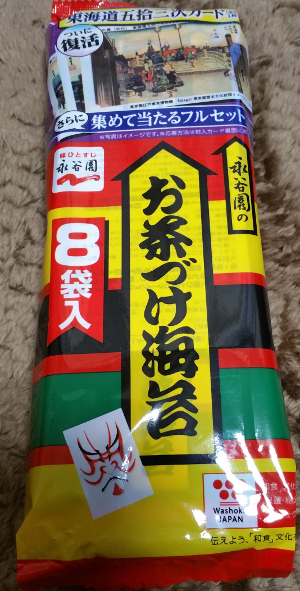 東海道五拾三次カード
ついに
復活
さらに
集めて当たるフルセット
味ひとすじ
永谷園
永谷園の
お茶づけ海苔
8袋入
Washoku
JAPAN
伝えよう、「和食」文化